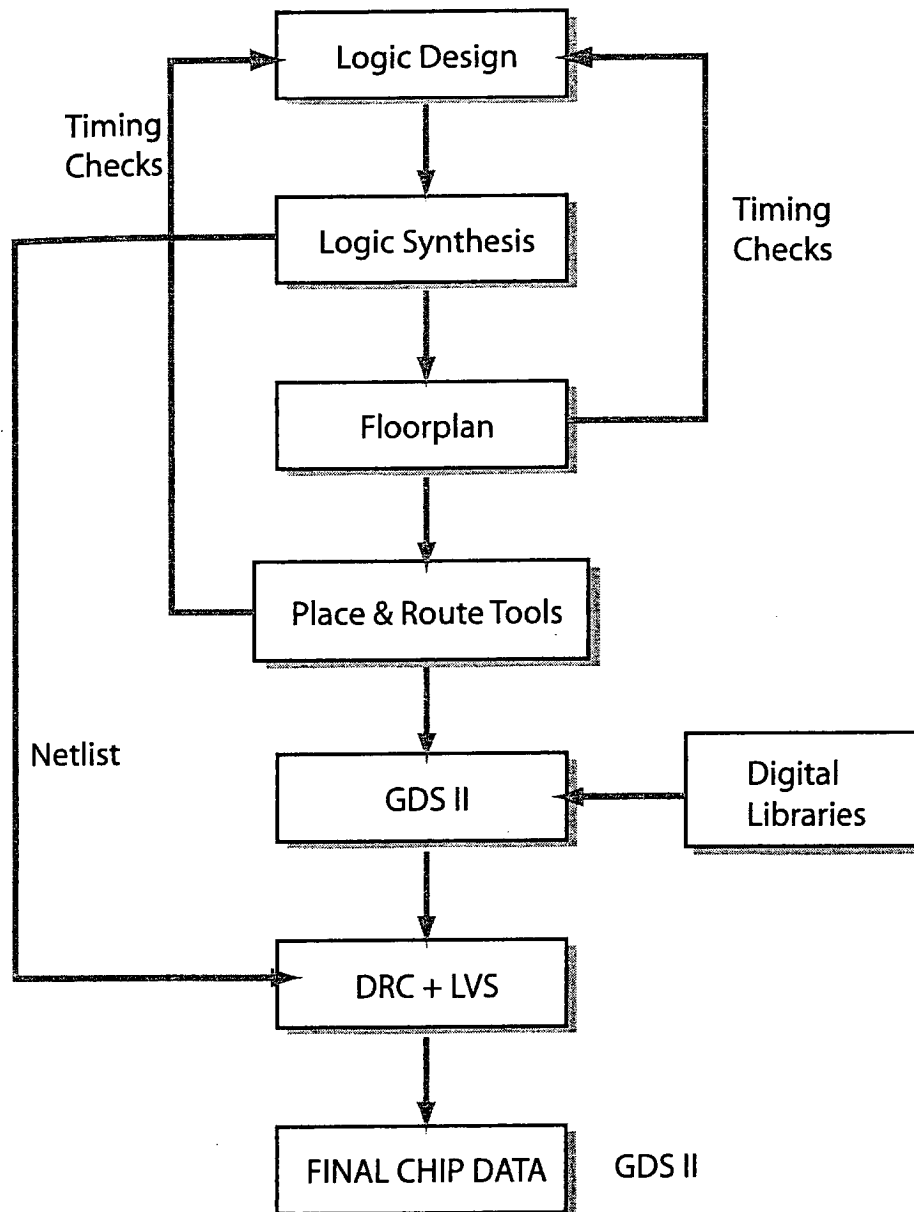 Logic Design
Timing
Checks
Timing
Checks
Logic Synthesis
Floorplan
Place & Route Tools
Netlist
GDS II
Digital
Libraries
DRC + LVS
FINAL CHIP DATA
GDS II